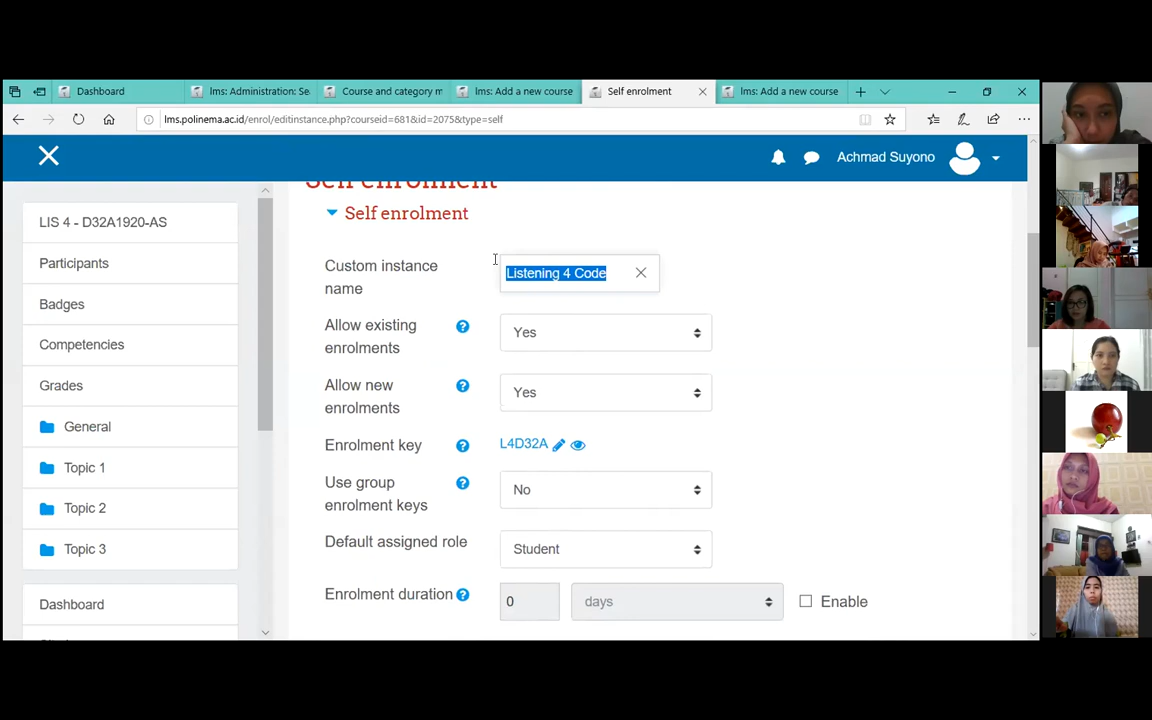 Dashboard
lms: Administration: Se
Course and category m
lms: Add a new course
Self enrolment
lms: Add a new course
lms.polinema.ac.id/enrol/editinstance.php?courseid=681&id=2075&type=self
Achmad Suyono
LIS 4 - D32A1920-AS
Participants
Badges
Competencies
Grades
General
Topic 1
Topic 2
Topic 3
Dashboard
Self enrolment
Self enrolment
Custom instance
name
Listening 4 Code
Allow existing
enrolments
Yes
Allow new
enrolments
Yes
Enrolment key
L4D32A
Use group
enrolment keys
No
Default assigned role
Student
Enrolment duration
0
days
Enable